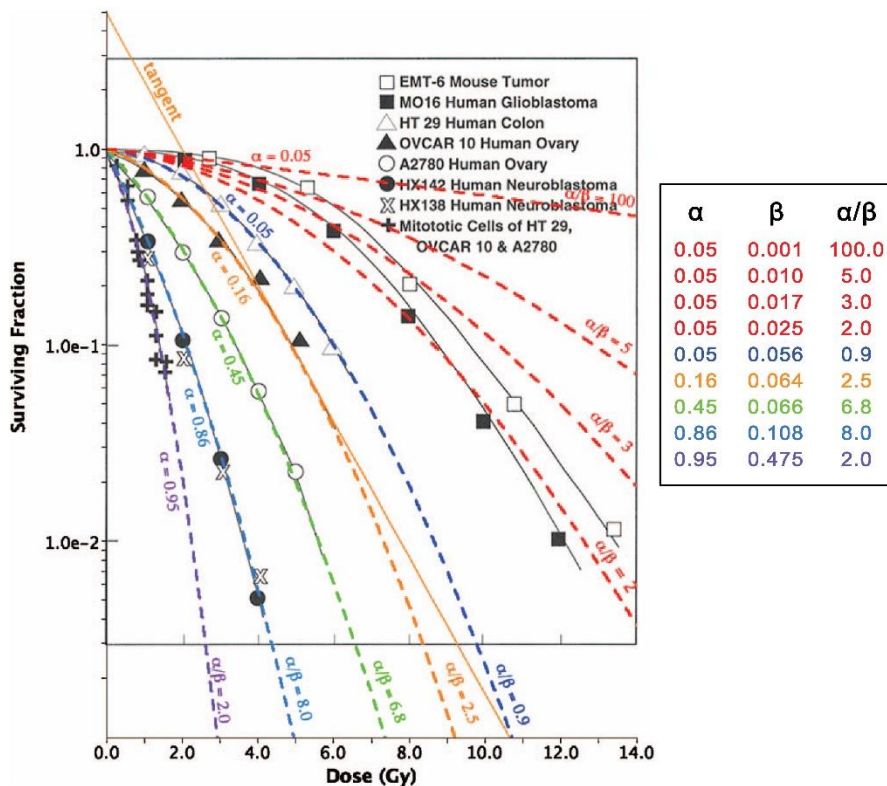 tangent
EMT-6 Mouse Tumor
MO16 Human Glioblastoma
HT 29 Human Colon
OVCAR 10 Human Ovary
A2780 Human Ovary
HX142 Human Neuroblastoma
HX138 Human Neuroblastoma
Mitototic Cells of HT 29,
OVCAR 10 & A2780
1.0
1.0e-1
1.0e-2
Surviving Fraction
α = 0.05
α/β = 100
α/β = 5
α/β = 3
α/β = 2
α = 0.05
α = 0.16
α = 0.45
α = 0.86
α = 0.95
α/β = 2.0
α/β = 8.0
α/β = 6.8
α/β = 2.5
α/β = 0.9
0.0 2.0 4.0 6.0 8.0 10.0 12.0 14.0
Dose (Gy)
α β α/β
0.05 0.001 100.0
0.05 0.010 5.0
0.05 0.017 3.0
0.05 0.025 2.0
0.05 0.056 0.9
0.16 0.064 2.5
0.45 0.066 6.8
0.86 0.108 8.0
0.95 0.475 2.0